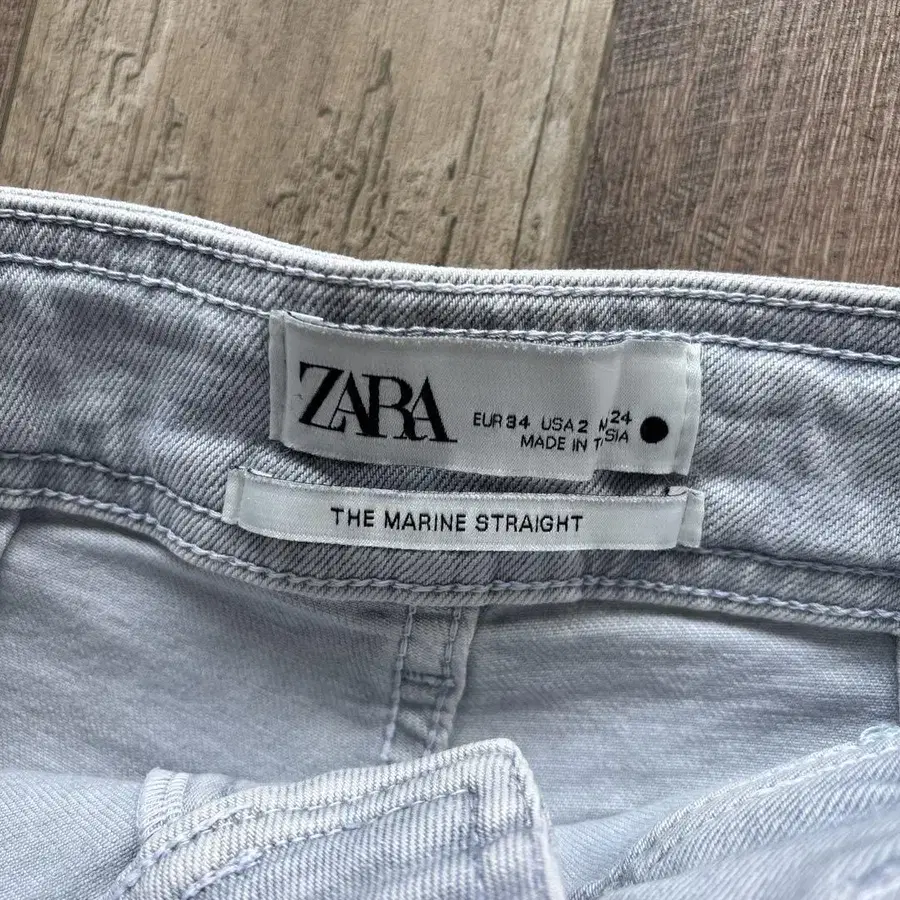 ZARA
EUR 34 USA 2 24
MADE IN
THE MARINE STRAIGHT